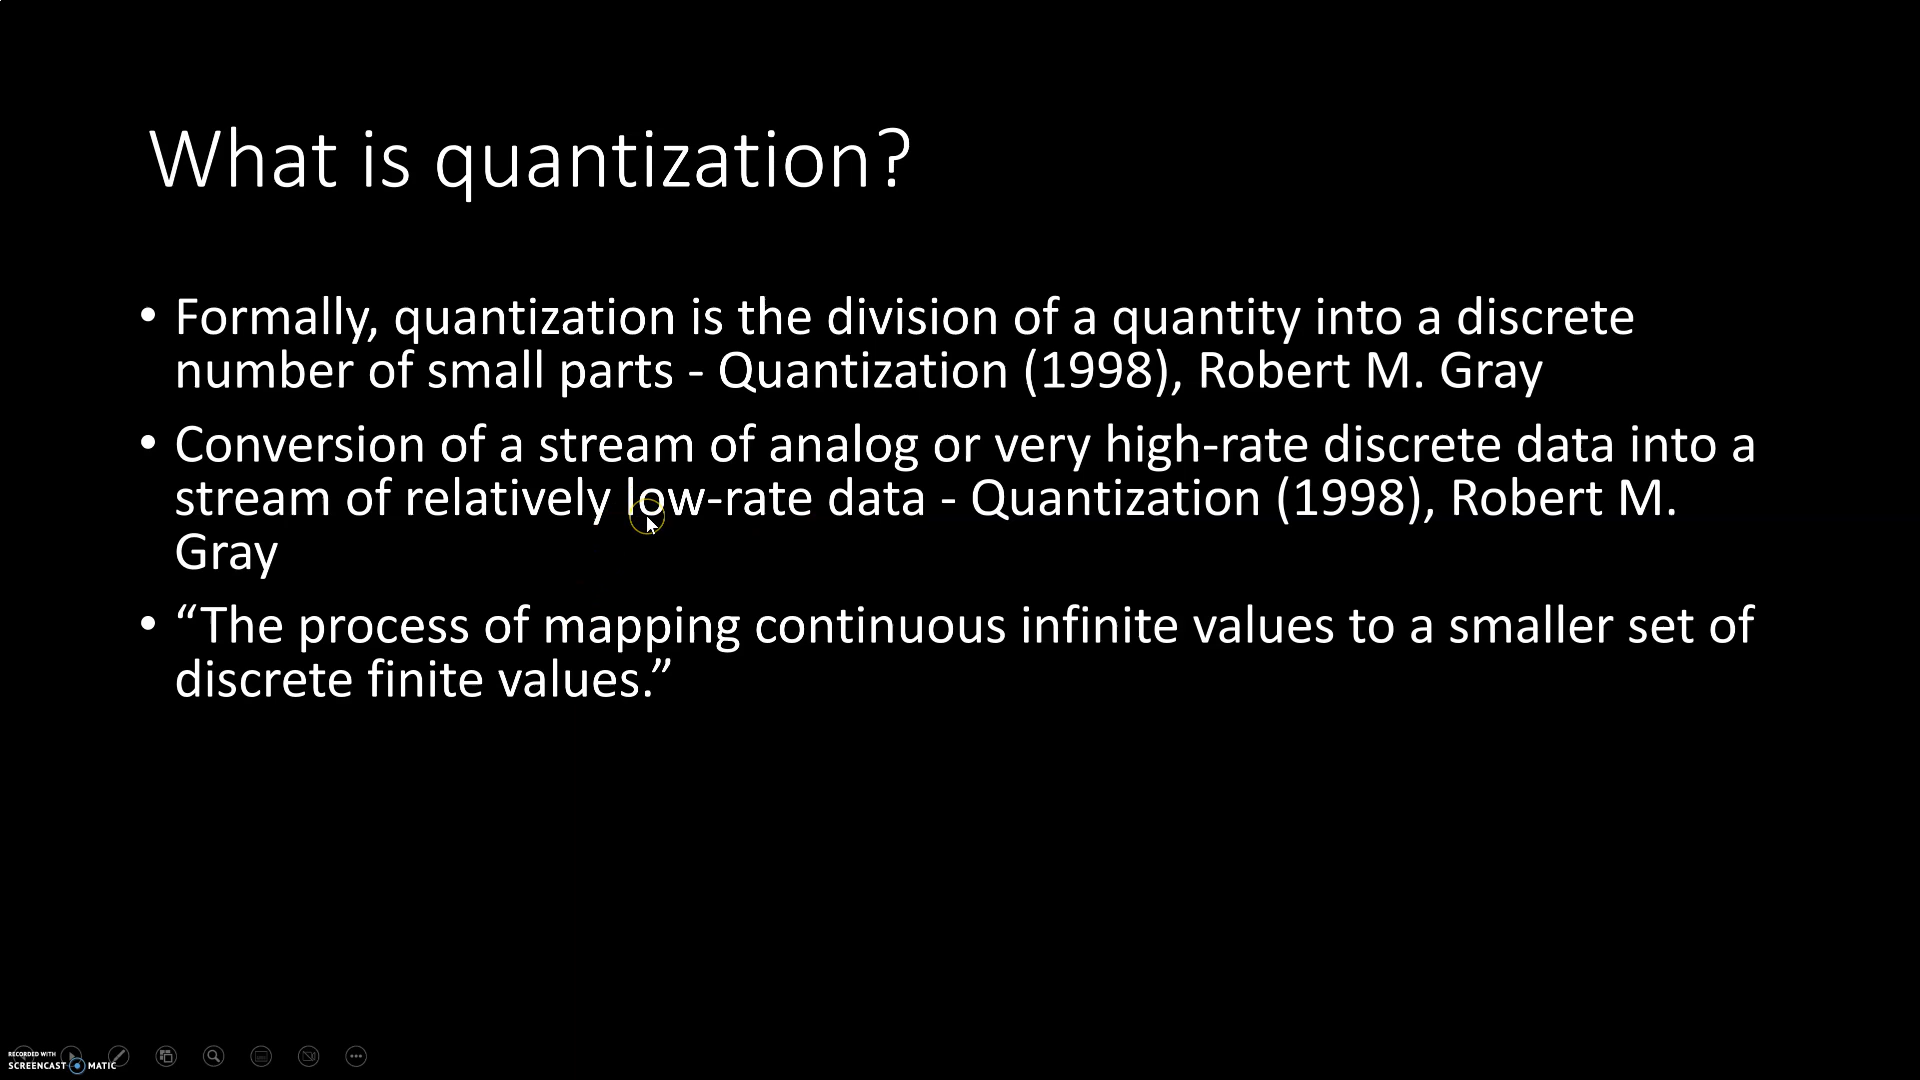 What is quantization?
• Formally, quantization is the division of a quantity into a discrete
number of small parts - Quantization (1998), Robert M. Gray
• Conversion of a stream of analog or very high-rate discrete data into a
stream of relatively low-rate data - Quantization (1998), Robert M.
Gray
• “The process of mapping continuous infinite values to a smaller set of
discrete finite values.”
RECORDED WITH
SCREENCAST MATIC